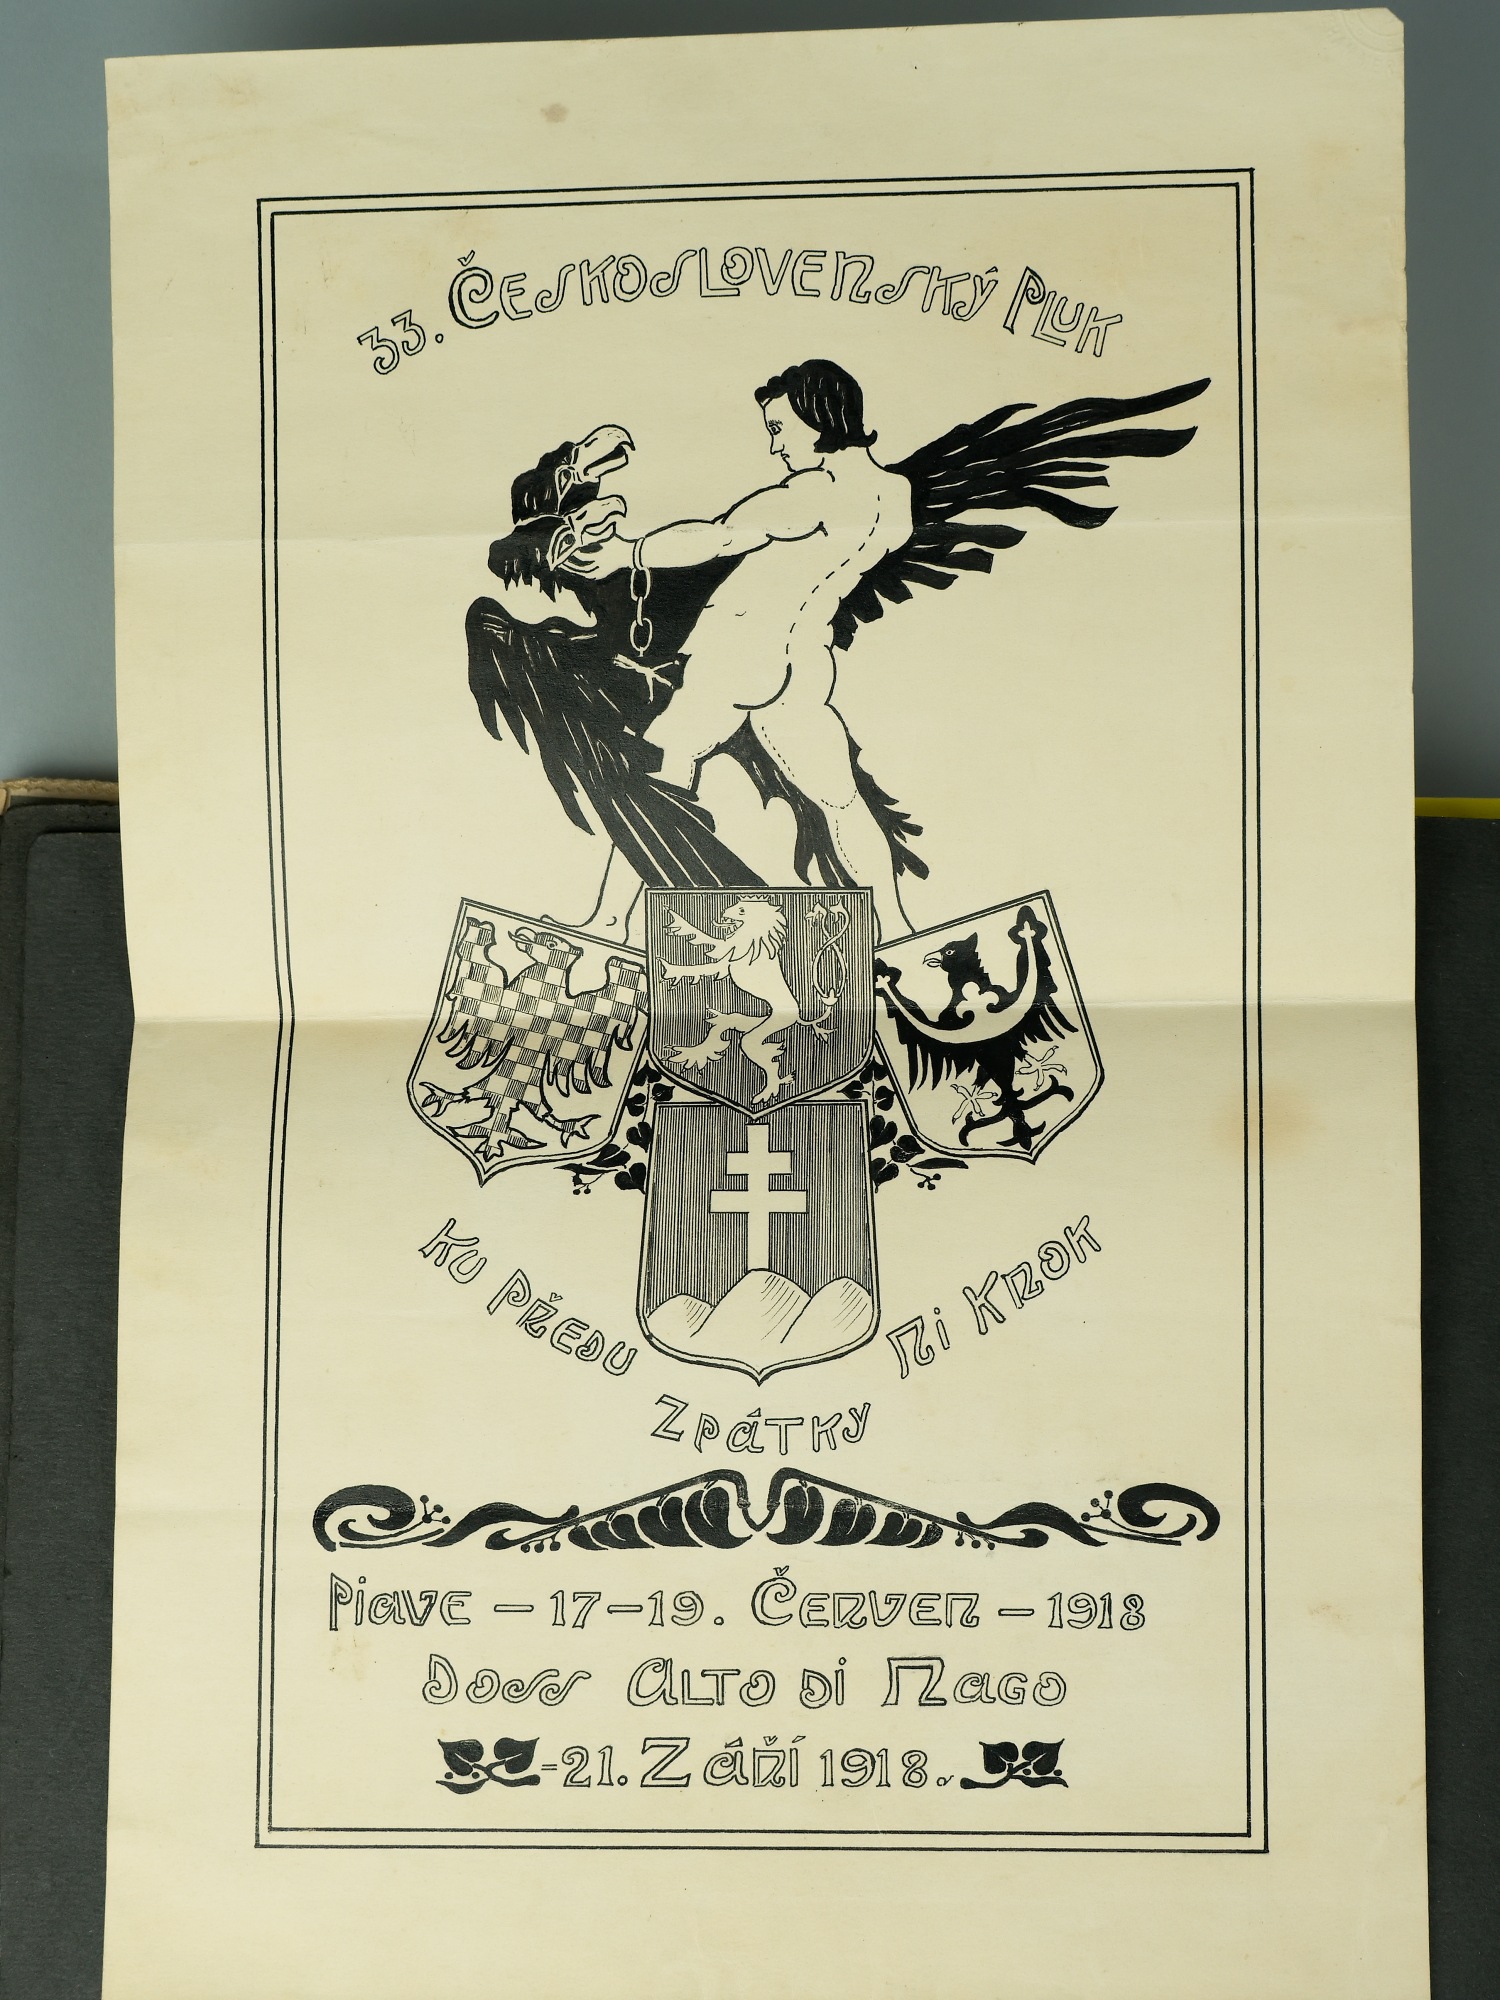 33. Československý Pluk
Ku Předu
Zpátky
Ni Krok
Piave – 17–19. Červen – 1918
Doss Alto di Nago
-21. Září 1918.